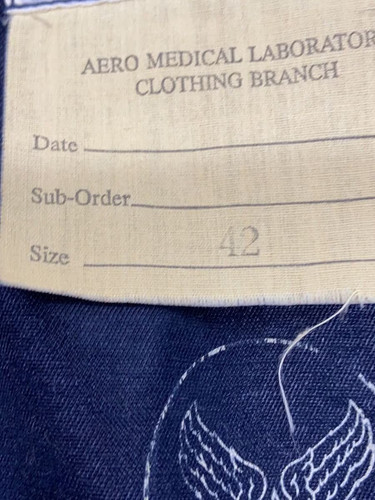 AERO MEDICAL LABORATOR
CLOTHING BRANCH
Date
Sub-Order
Size 42